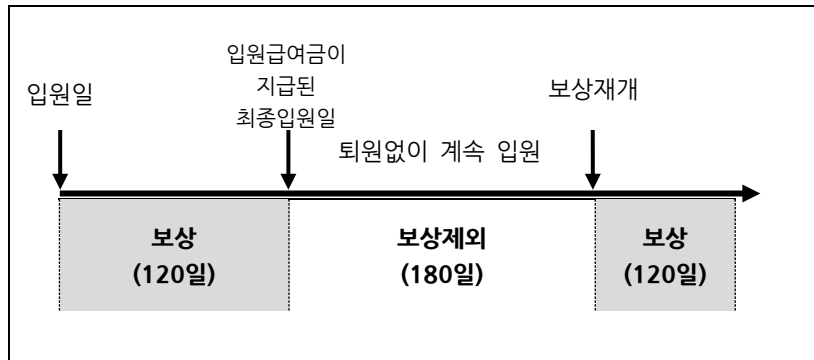 입원일
입원급여금이
지급된
최종입원일
보상재개
퇴원없이 계속 입원
보상
(120일)
보상제외
(180일)
보상
(120일)